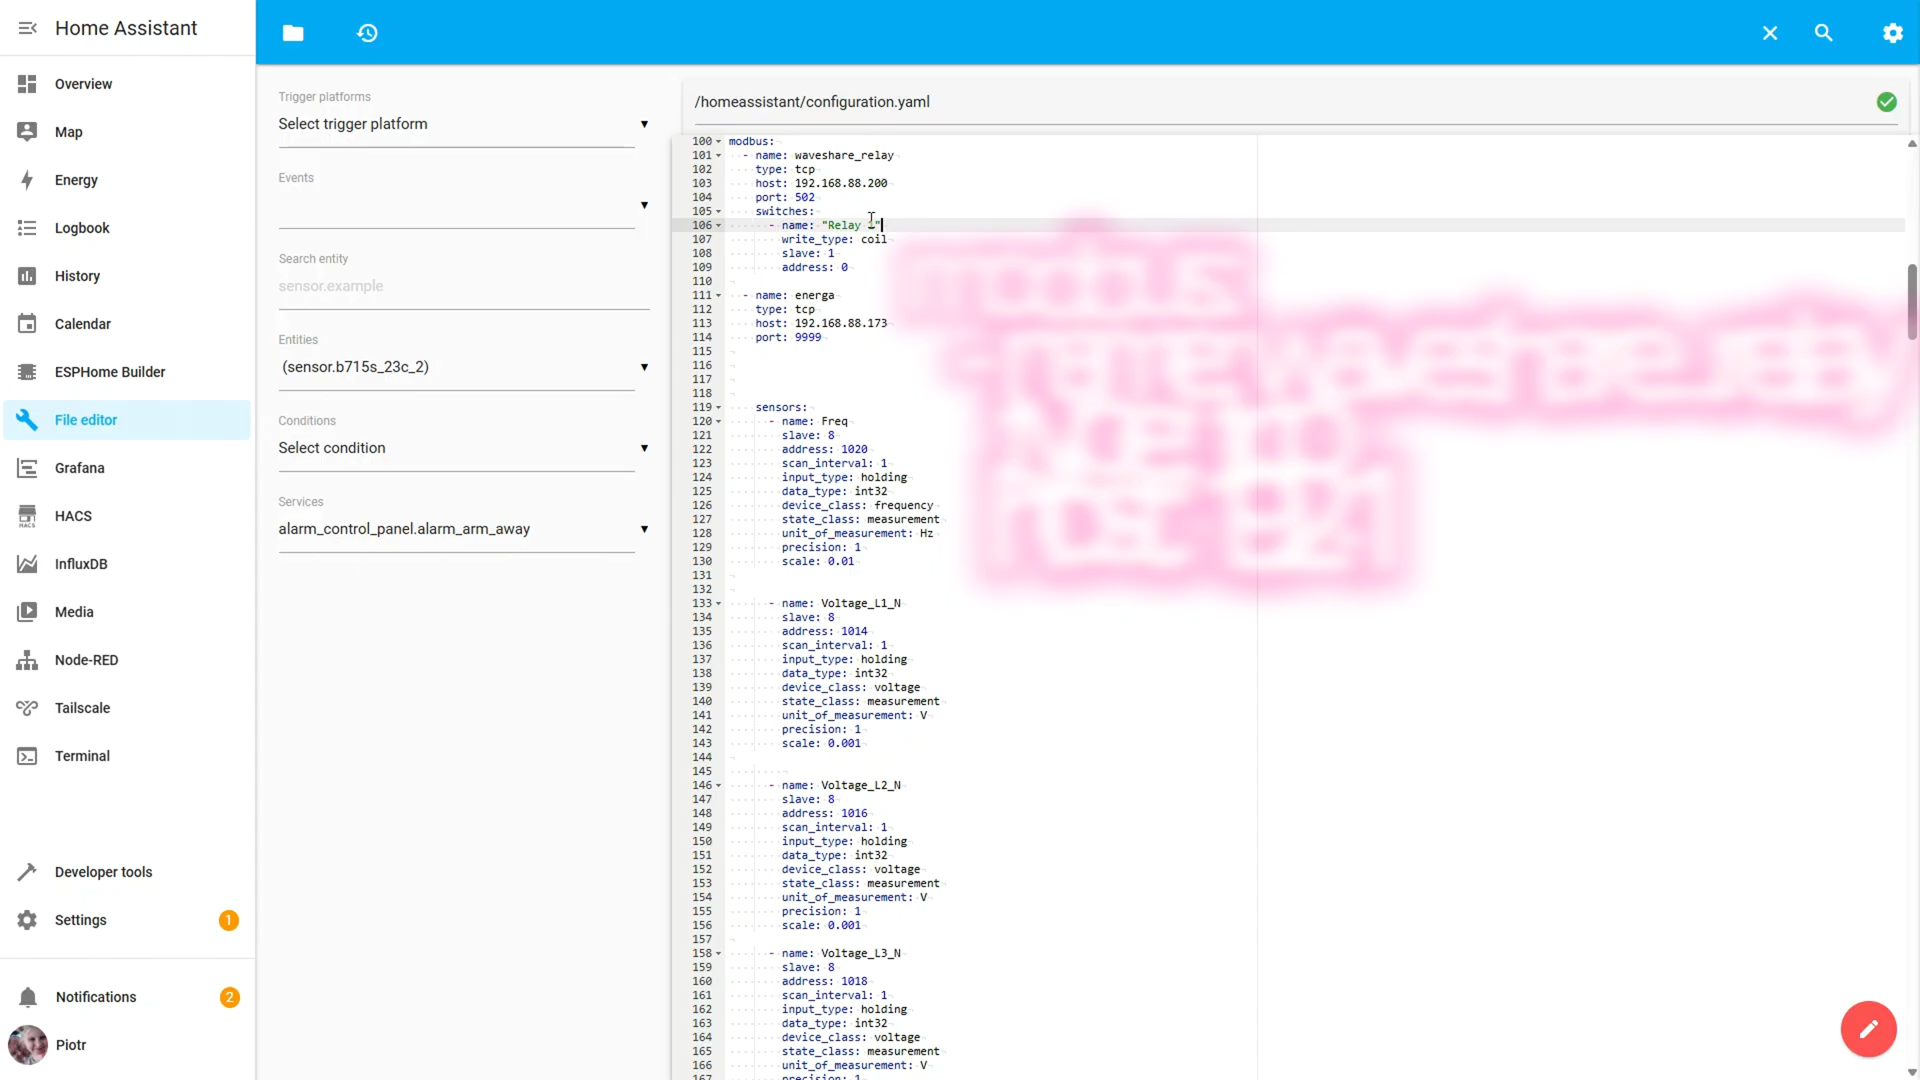 Home Assistant
Overview
Map
Energy
Logbook
History
Calendar
ESPHome Builder
File editor
Grafana
HACS
InfluxDB
Media
Node-RED
Tailscale
Terminal
Developer tools
Settings
1
Notifications
2
Piotr
Trigger platforms
Select trigger platform
Events
Search entity
sensor.example
Entities
(sensor.b715s_23c_2)
Conditions
Select condition
Services
alarm_control_panel.alarm_arm_away
/homeassistant/configuration.yaml
100 modbus:
101 - name: waveshare_relay
102 type: tcp
103 host: 192.168.88.200
104 port: 502
105 switches:
106 - name: "Relay 1"
107 write_type: coil
108 slave: 1
109 address: 0
110
111 - name: energa
112 type: tcp
113 host: 192.168.88.173
114 port: 9999
115
116
117
118
119 sensors:
120 - name: Freq
121 slave: 8
122 address: 1020
123 scan_interval: 1
124 input_type: holding
125 data_type: int32
126 device_class: frequency
127 state_class: measurement
128 unit_of_measurement: Hz
129 precision: 1
130 scale: 0.01
131
132
133 - name: Voltage_L1_N
134 slave: 8
135 address: 1014
136 scan_interval: 1
137 input_type: holding
138 data_type: int32
139 device_class: voltage
140 state_class: measurement
141 unit_of_measurement: V
142 precision: 1
143 scale: 0.001
144
145
146 - name: Voltage_L2_N
147 slave: 8
148 address: 1016
149 scan_interval: 1
150 input_type: holding
151 data_type: int32
152 device_class: voltage
153 state_class: measurement
154 unit_of_measurement: V
155 precision: 1
156 scale: 0.001
157
158 - name: Voltage_L3_N
159 slave: 8
160 address: 1018
161 scan_interval: 1
162 input_type: holding
163 data_type: int32
164 device_class: voltage
165 state_class: measurement
166 unit_of_measurement: V
167 precision: 1
modbus: